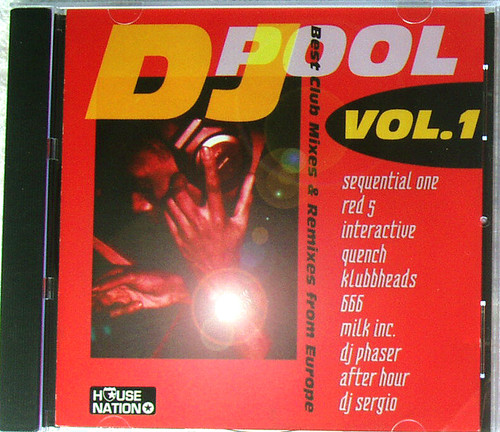 DJ POOL
Best Club Mixes & Remixes from Europe
VOL.1
sequential one
red 5
interactive
quench
klubbheads
666
milk inc.
dj phaser
after hour
dj sergio
HOUSE
NATION